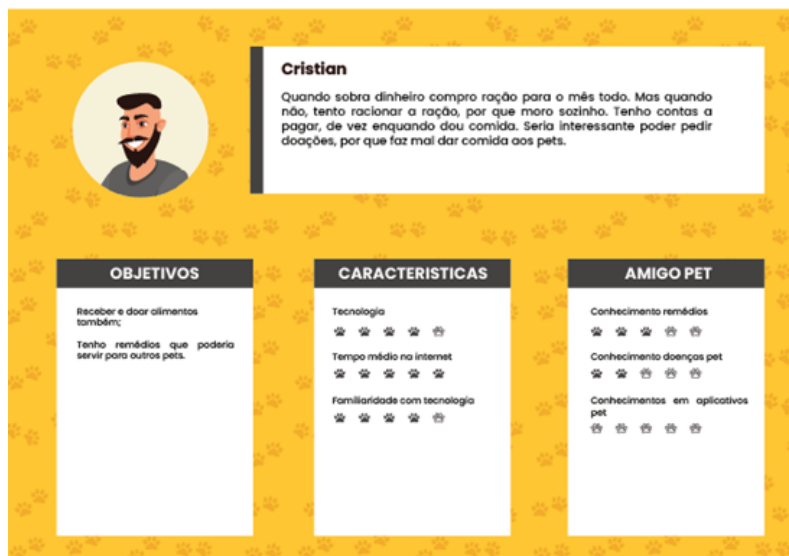 Cristian
Quando sobra dinheiro compro ração para o mês todo. Mas quando
não, tento racionar a ração, por que moro sozinho. Tenho contas a
pagar, de vez enquando dou comida. Seria interessante poder pedir
doações, por que faz mal dar comida aos pets.
OBJETIVOS
Receber e doar alimentos
também;
Tenho remédios que poderia
servir para outros pets.
CARACTERISTICAS
Tecnologia
Tempo médio na internet
Familiaridade com tecnologia
AMIGO PET
Conhecimento remédios
Conhecimento doenças pet
Conhecimentos em aplicativos
pet